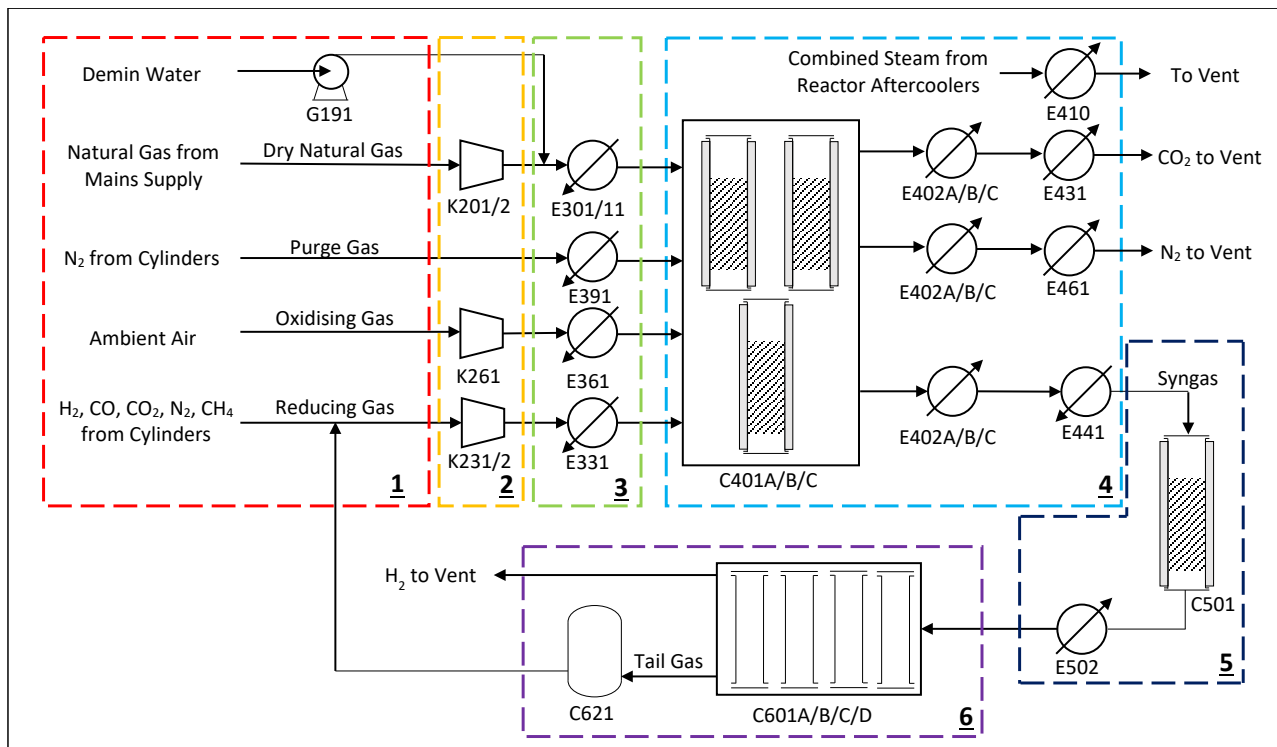 Demin Water
G191
Combined Steam from
Reactor Aftercoolers
E410
To Vent
Natural Gas from
Mains Supply
Dry Natural Gas
K201/2
E301/11
E402A/B/C
E431
CO₂ to Vent
N₂ from Cylinders
Purge Gas
E391
E402A/B/C
E461
N₂ to Vent
Ambient Air
Oxidising Gas
K261
E361
H₂, CO, CO₂, N₂, CH₄
from Cylinders
Reducing Gas
K231/2
E331
C401A/B/C
E402A/B/C
E441
Syngas
1
2
3
4
H₂ to Vent
C501
E502
5
Tail Gas
C621
C601A/B/C/D
6